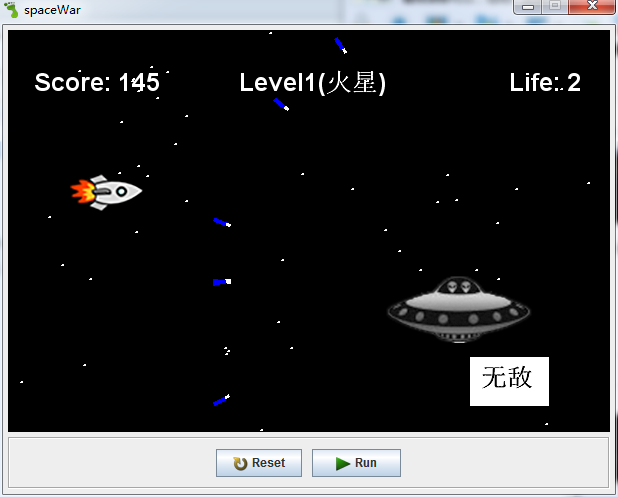 spaceWar
Score: 145
Level1(火星)
Life: 2
无敌
Reset
Run